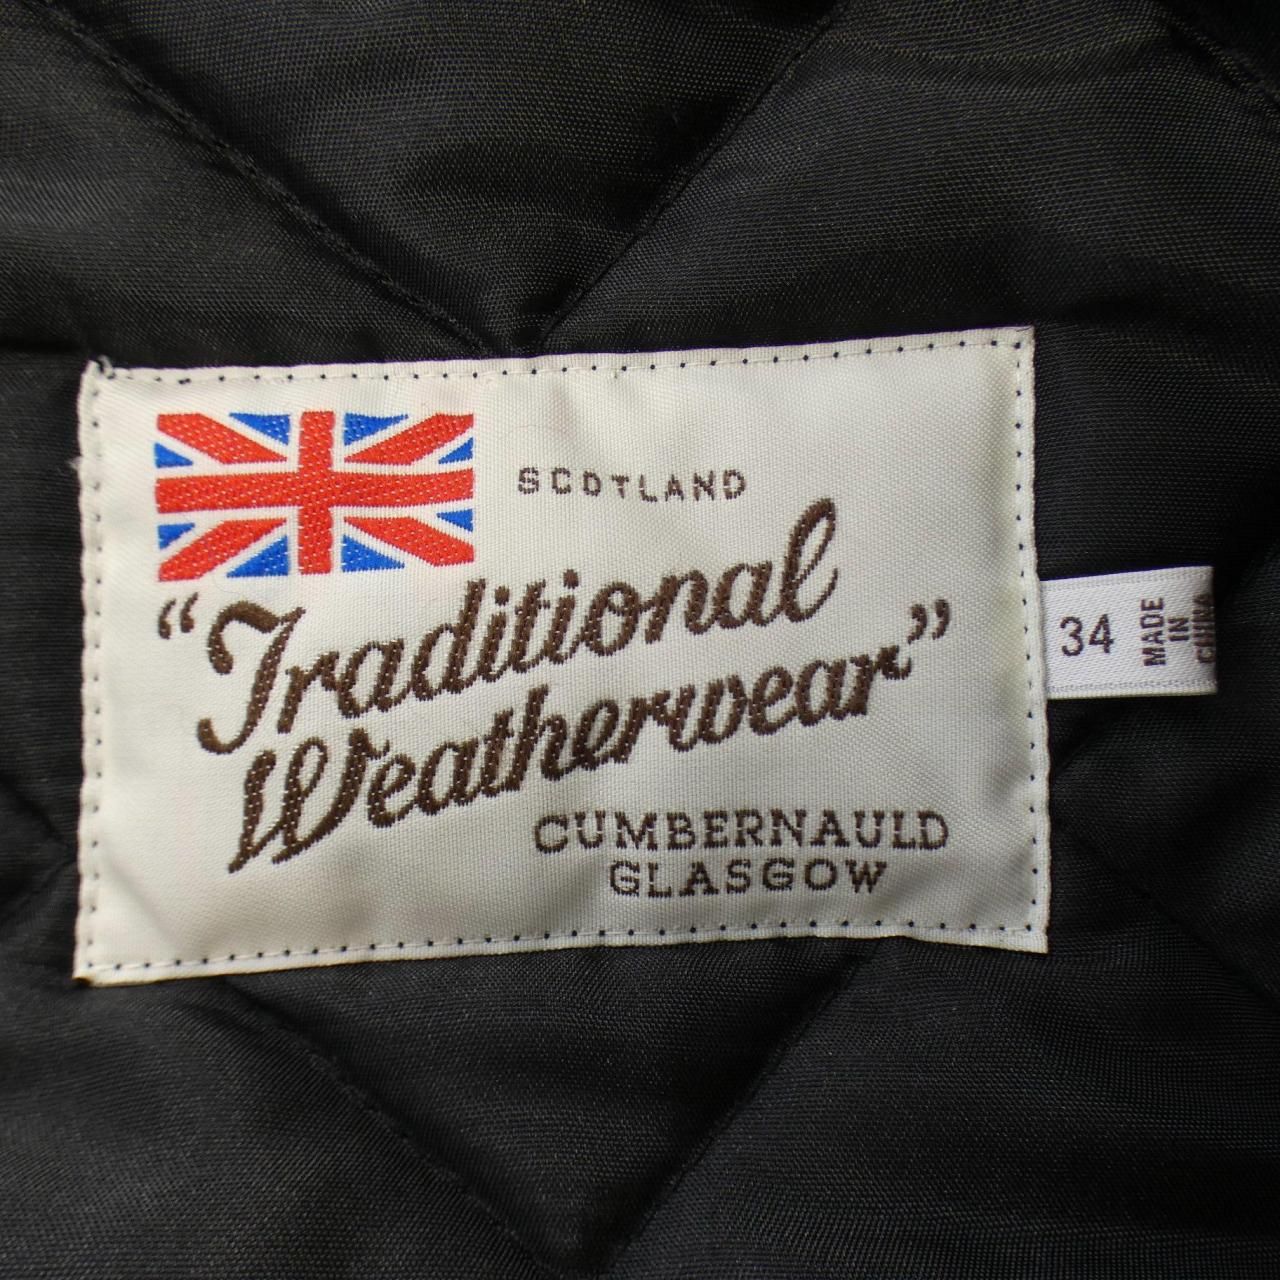 SCOTLAND
“Traditional
Weatherwear”
CUMBERNAULD
GLASGOW
34
MADE
IN
CHINA